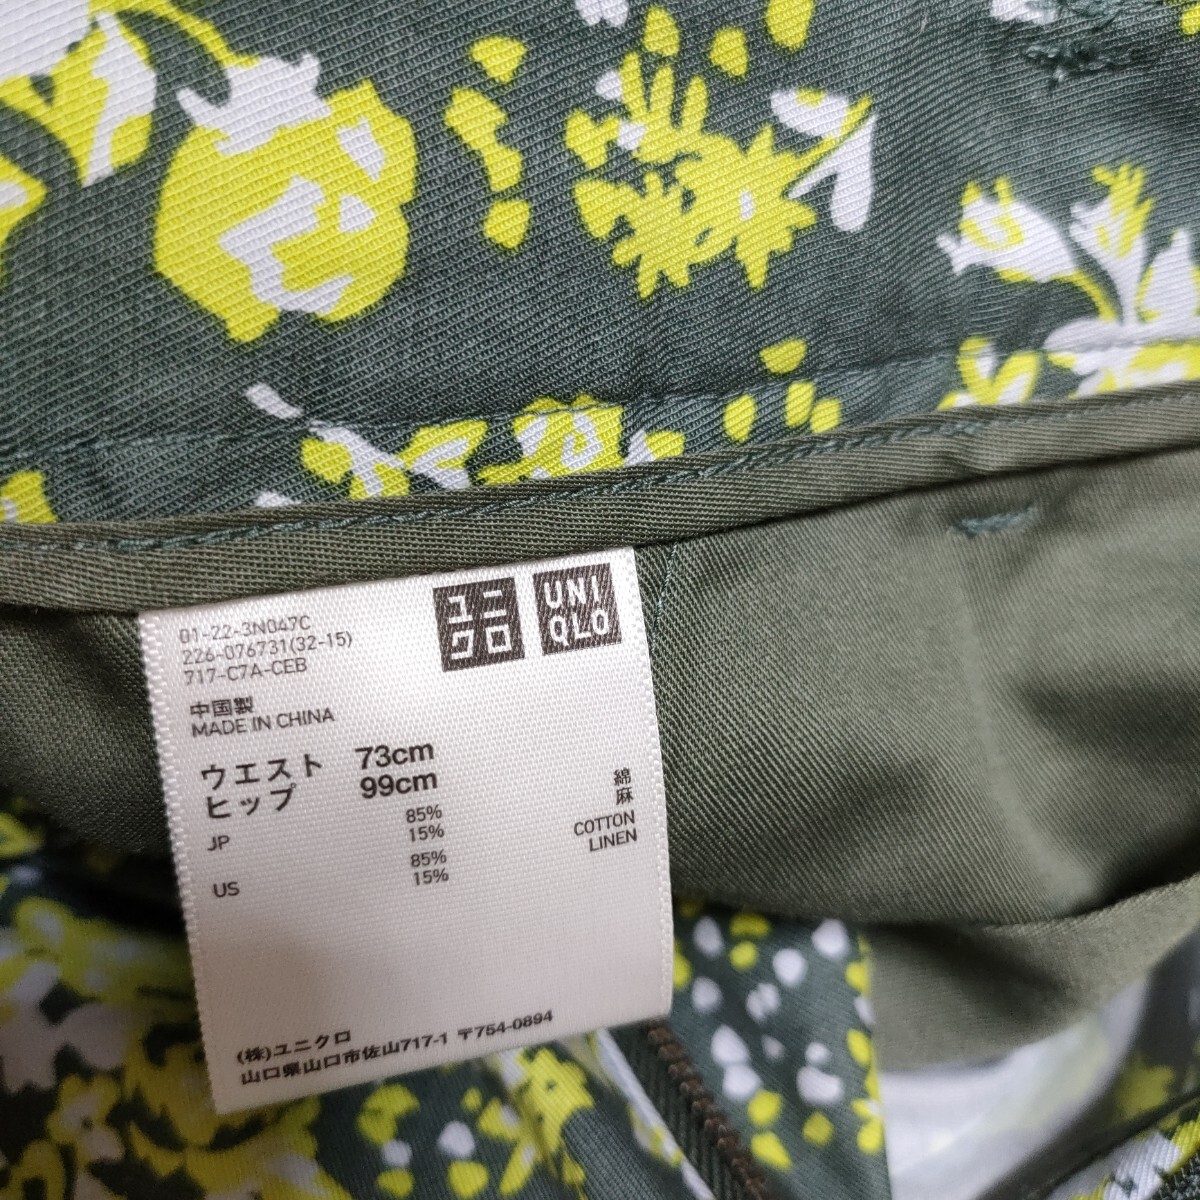 ユニ
クロ
UNI
QLO
01-22-3N047C
226-076731(32-15)
717-C7A-CEB
中国製
MADE IN CHINA
ウエスト 73cm
ヒップ 99cm
JP 85% 綿
15% 麻
US 85% COTTON
15% LINEN
(株)ユニクロ
山口県山口市佐山717-1 〒754-0894